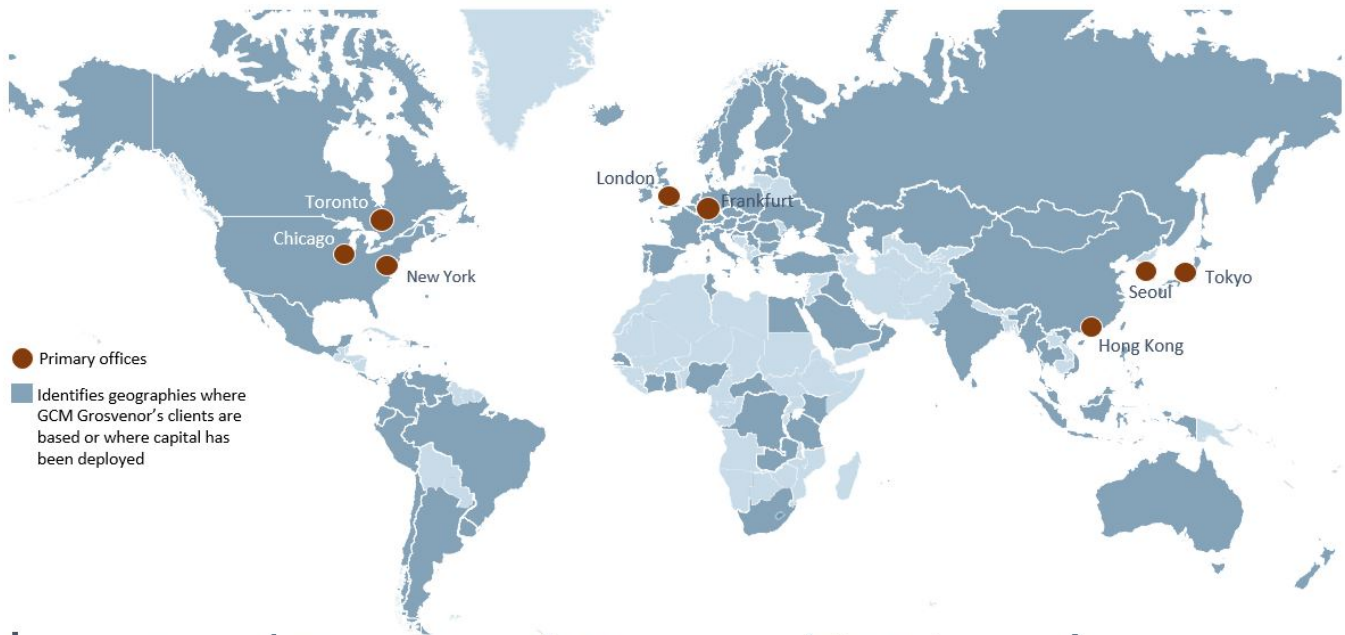 London
Frankfurt
Toronto
Chicago
New York
Seoul
Tokyo
Hong Kong
Primary offices
Identifies geographies where
GCM Grosvenor's clients are
based or where capital has
been deployed